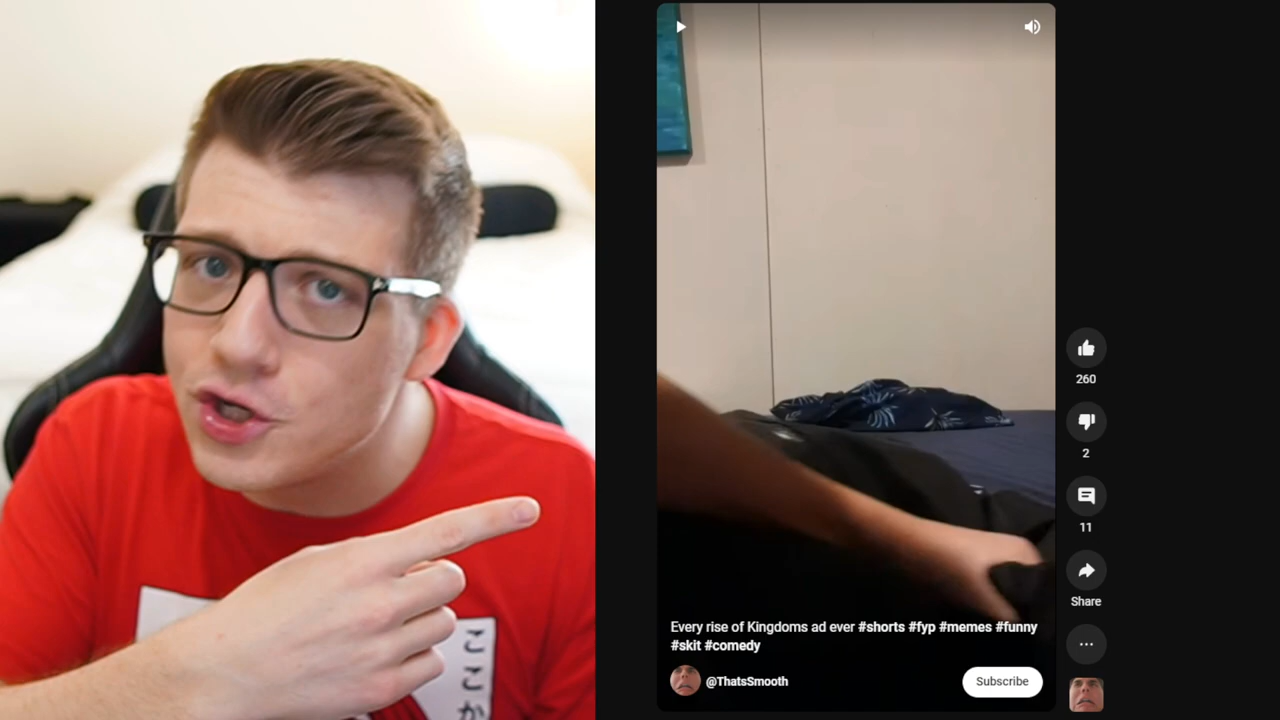 ここが
260
2
11
Share
Every rise of Kingdoms ad ever #shorts #fyp #memes #funny
#skit #comedy
@ThatsSmooth
Subscribe